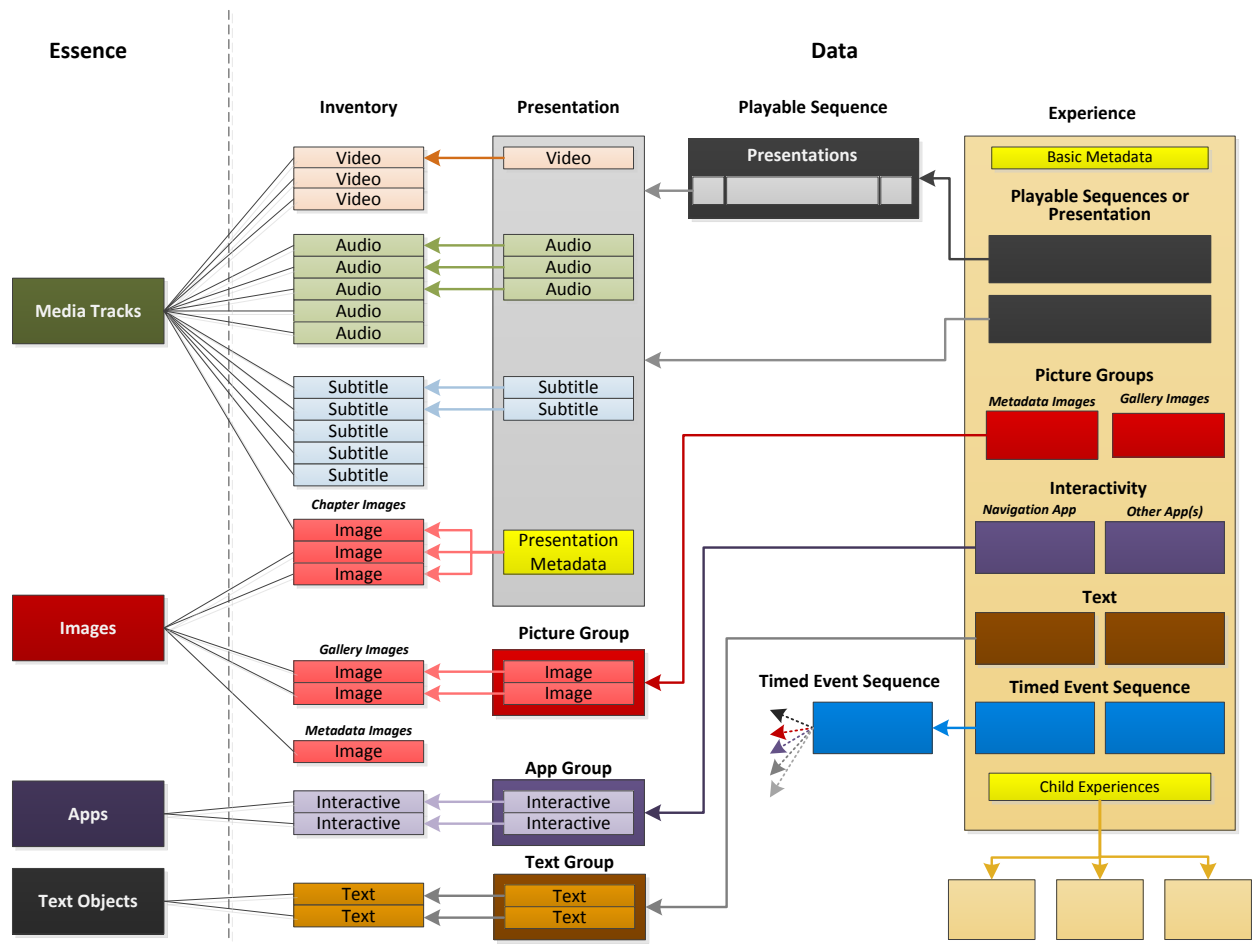 Essence
Data
Inventory
Presentation
Playable Sequence
Experience
Media Tracks
Images
Apps
Text Objects
Video
Video
Video
Audio
Audio
Audio
Audio
Audio
Subtitle
Subtitle
Subtitle
Subtitle
Subtitle
Chapter Images
Image
Image
Image
Gallery Images
Image
Image
Metadata Images
Image
Interactive
Interactive
Text
Text
Video
Audio
Audio
Audio
Subtitle
Subtitle
Presentation
Metadata
Picture Group
Image
Image
App Group
Interactive
Interactive
Text Group
Text
Text
Presentations
Timed Event Sequence
Basic Metadata
Playable Sequences or
Presentation
Picture Groups
Metadata Images
Gallery Images
Interactivity
Navigation App
Other App(s)
Text
Timed Event Sequence
Child Experiences